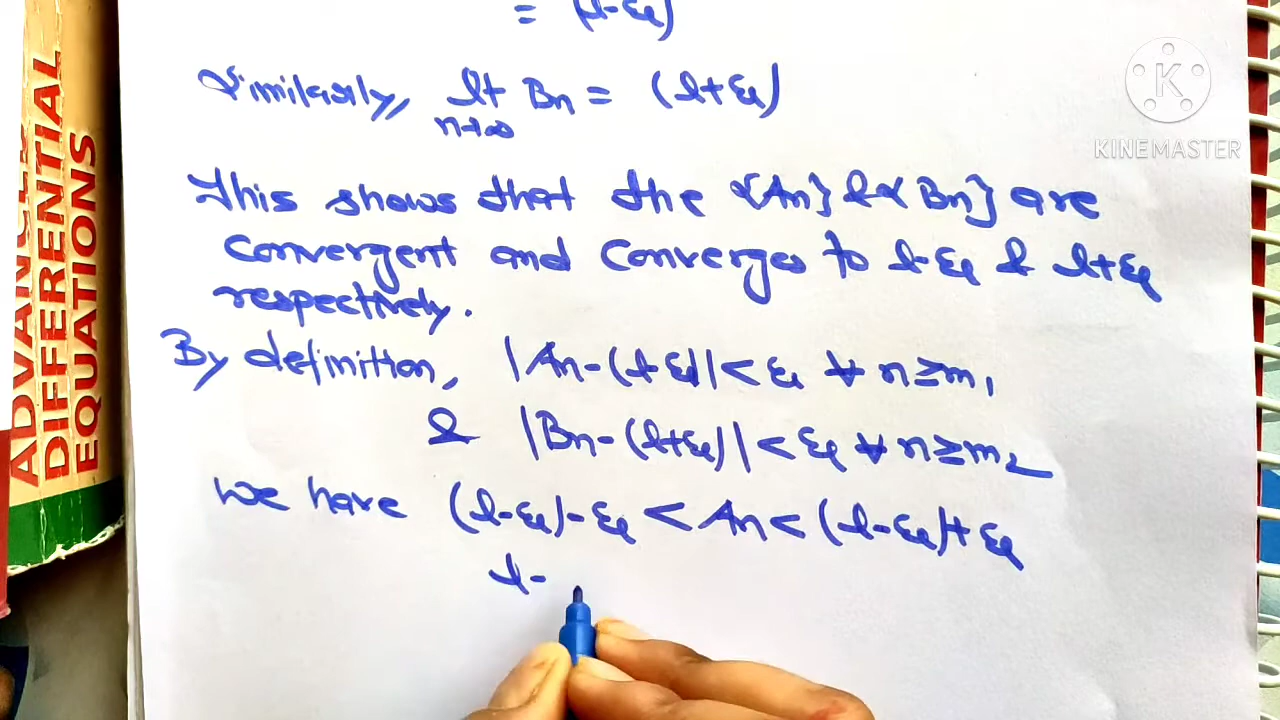 = (l-ε₁)
Similarly, lt Bn = (l+ε₁)
n→∞
This shows that the {An} & {Bn} are
convergent and converges to l-ε₁ & l+ε₁
respectively.
By definition, |An-(l-ε₁)|<ε₁ ∀ n≥m₁
& |Bn-(l+ε₁)|<ε₁ ∀ n≥m₂
We have (l-ε₁)-ε₁ < An < (l-ε₁)+ε₁
l-
KINEMASTER
K
DIFFERENTIAL
EQUATIONS